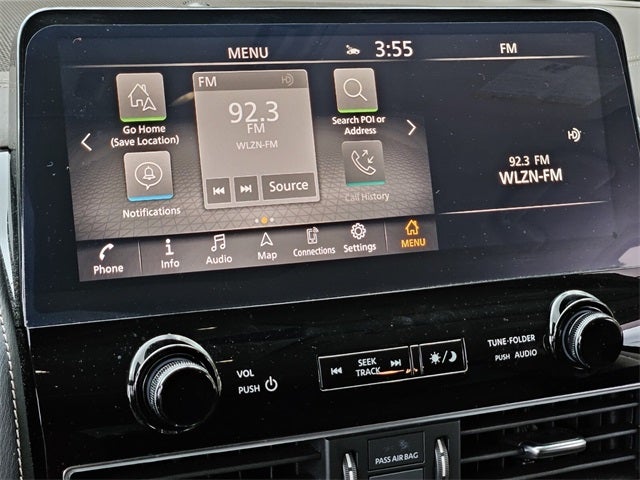 MENU 3:55 FM
Go Home
(Save Location)
FM HD
92.3
FM
WLZN-FM
Source
Search POI or
Address
Notifications
Call History
HD
92.3 FM
WLZN-FM
Phone
Info
Audio
Map
Connections
Settings
MENU
VOL
PUSH
SEEK
TRACK
TUNE-FOLDER
PUSH AUDIO
PASS AIR BAG